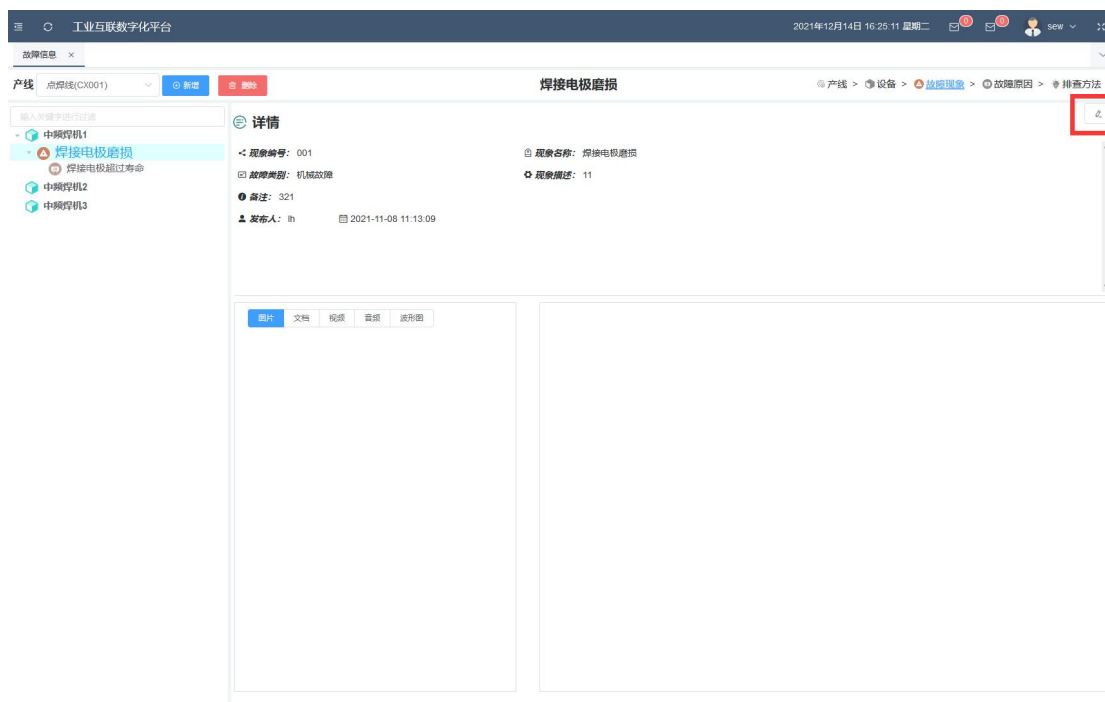 工业互联数字化平台
2021年12月14日 16:25:11 星期二 0 0 sew
故障信息 ×
产线 点焊线(CX001) 新增 删除 焊接电极磨损 产线 > 设备 > 故障现象 > 故障原因 > 排查方法
输入关键字进行过滤
中频焊机1
焊接电极磨损
焊接电极超过寿命
中频焊机2
中频焊机3
详情
现象编号: 001 现象名称: 焊接电极磨损
故障类别: 机械故障 现象描述: 11
备注: 321
发布人: lh 2021-11-08 11:13:09
图片 文档 视频 音频 波形图